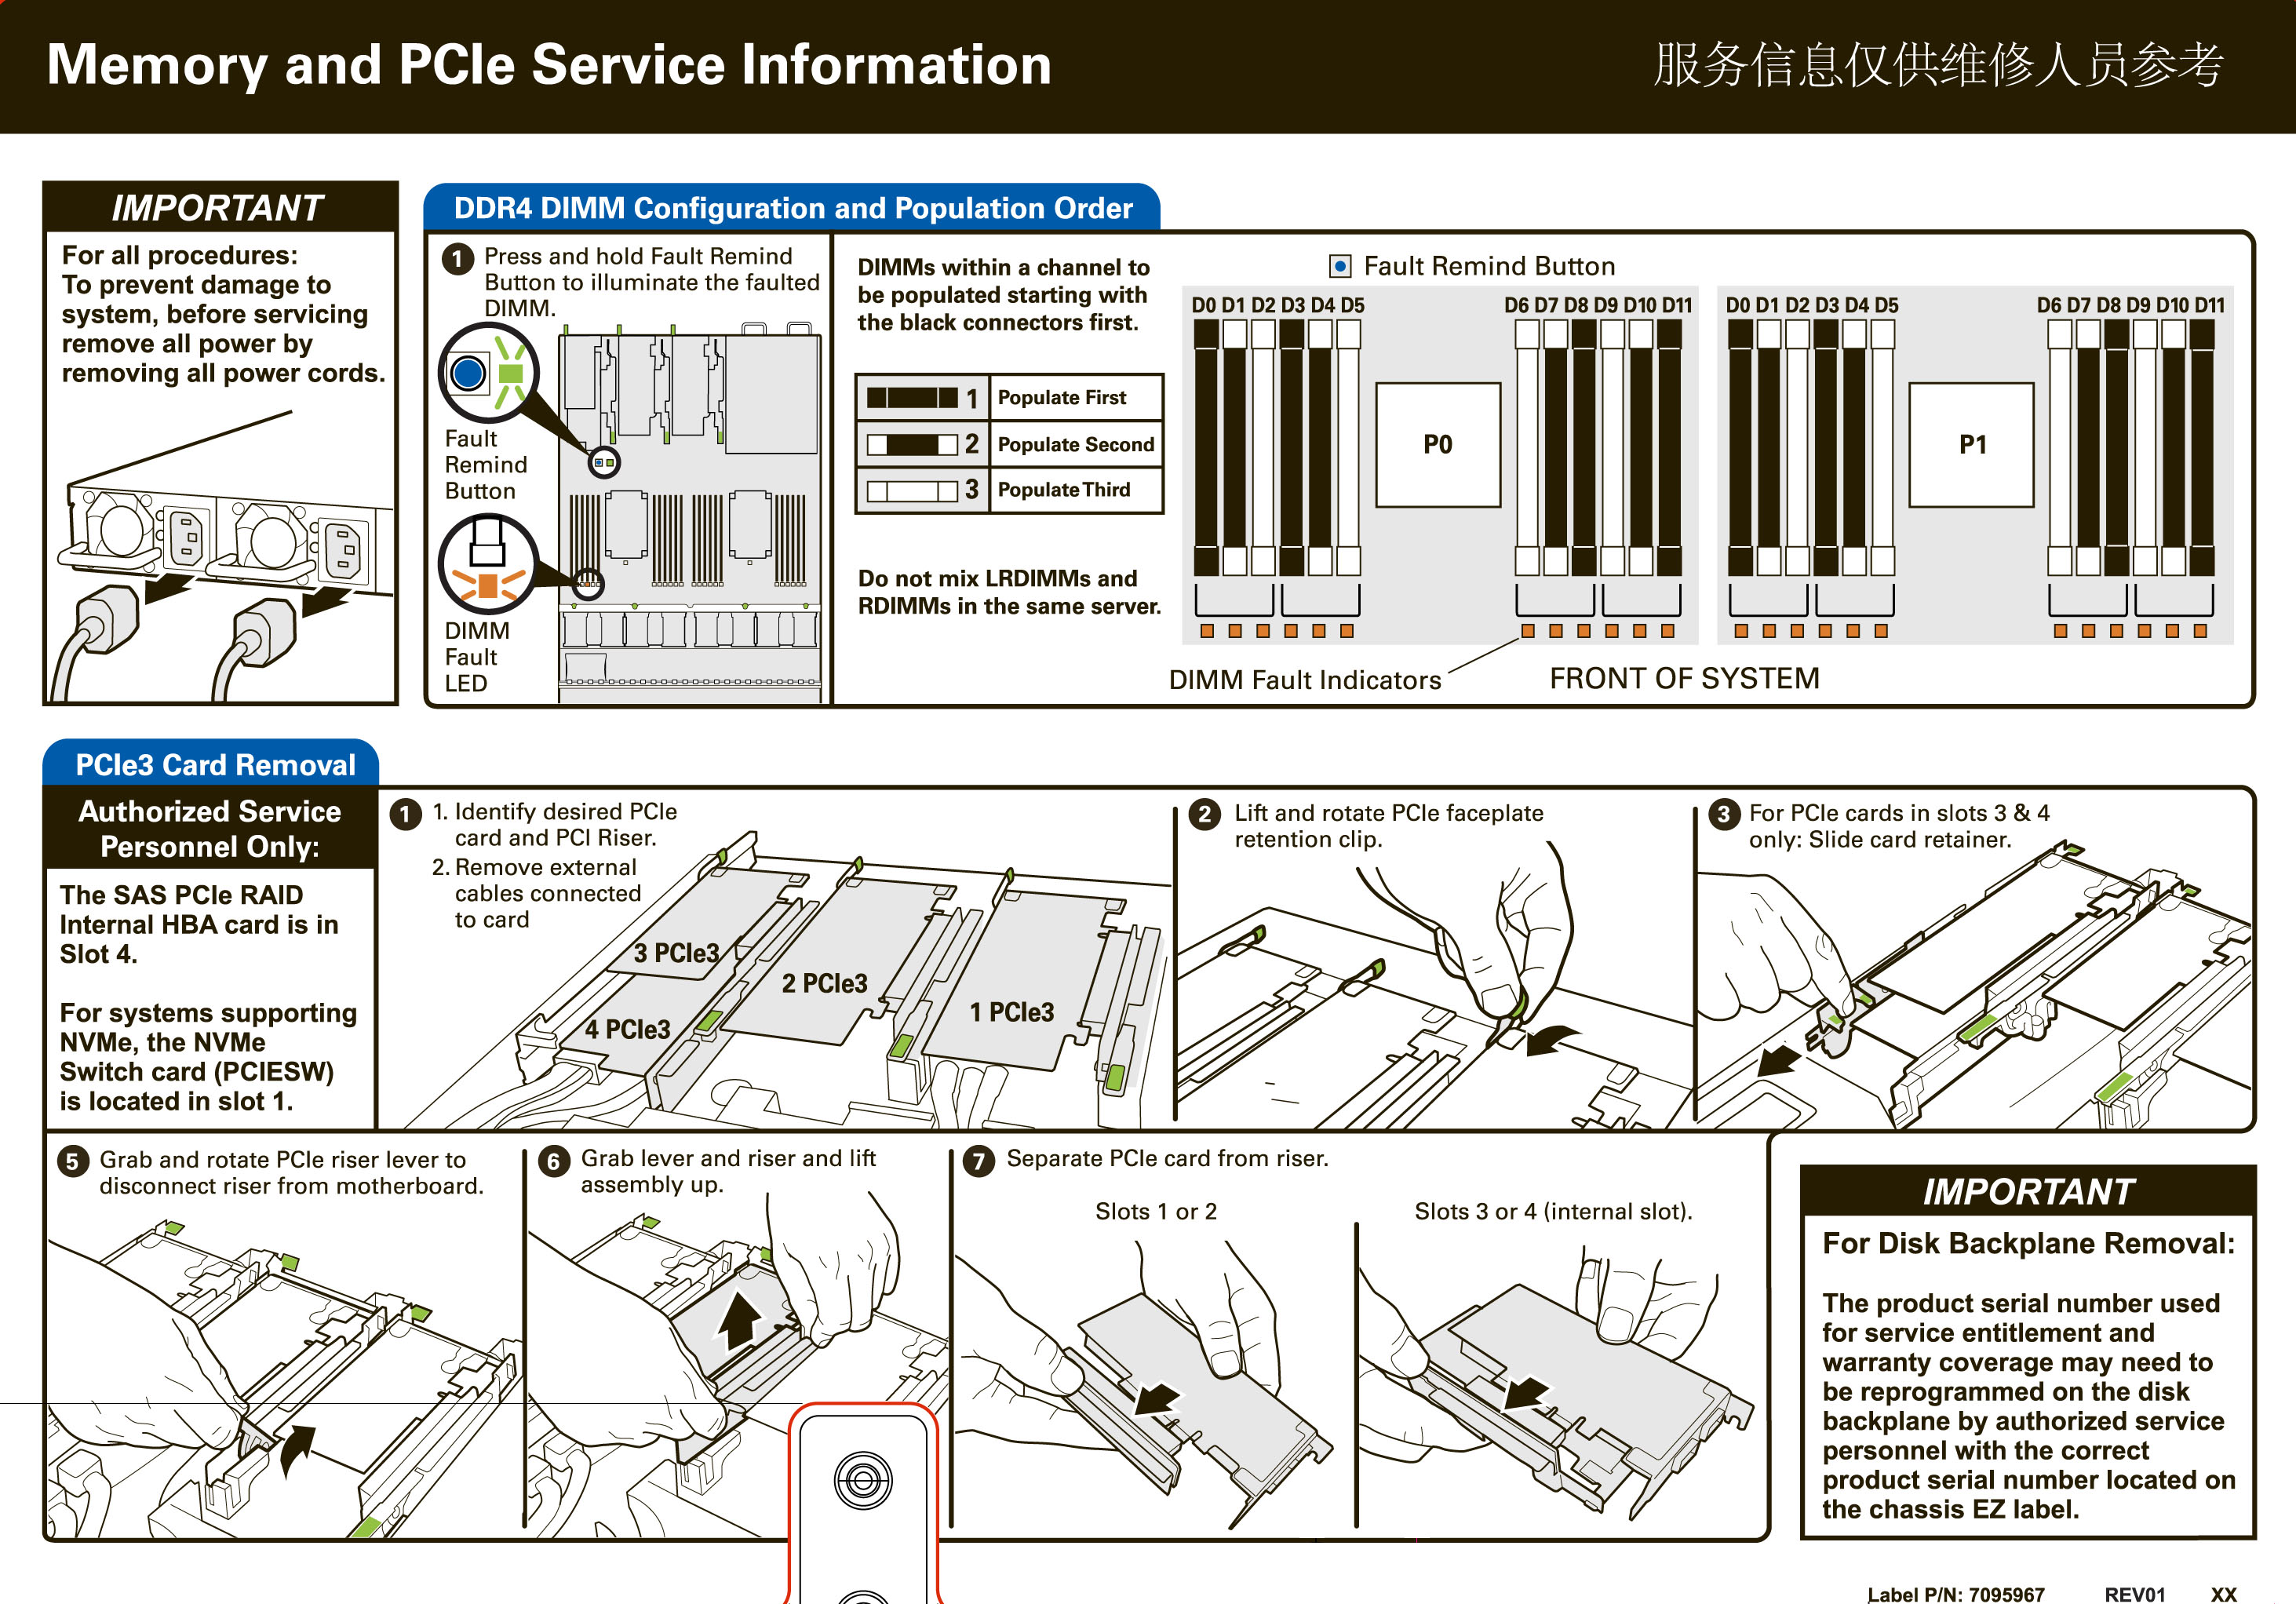 Memory and PCIe Service Information
服务信息仅供维修人员参考
IMPORTANT
For all procedures:
To prevent damage to
system, before servicing
remove all power by
removing all power cords.
DDR4 DIMM Configuration and Population Order
1 Press and hold Fault Remind
Button to illuminate the faulted
DIMM.
Fault
Remind
Button
DIMM
Fault
LED
DIMMs within a channel to
be populated starting with
the black connectors first.
1 Populate First
2 Populate Second
3 Populate Third
Do not mix LRDIMMs and
RDIMMs in the same server.
Fault Remind Button
D0 D1 D2 D3 D4 D5
D6 D7 D8 D9 D10 D11
D0 D1 D2 D3 D4 D5
D6 D7 D8 D9 D10 D11
P0
P1
DIMM Fault Indicators
FRONT OF SYSTEM
PCIe3 Card Removal
Authorized Service
Personnel Only:
The SAS PCIe RAID
Internal HBA card is in
Slot 4.
For systems supporting
NVMe, the NVMe
Switch card (PCIESW)
is located in slot 1.
1 1. Identify desired PCIe
card and PCI Riser.
2. Remove external
cables connected
to card
3 PCIe3
4 PCIe3
2 PCIe3
1 PCIe3
2 Lift and rotate PCIe faceplate
retention clip.
3 For PCIe cards in slots 3 & 4
only: Slide card retainer.
5 Grab and rotate PCIe riser lever to
disconnect riser from motherboard.
6 Grab lever and riser and lift
assembly up.
7 Separate PCIe card from riser.
Slots 1 or 2
Slots 3 or 4 (internal slot).
IMPORTANT
For Disk Backplane Removal:
The product serial number used
for service entitlement and
warranty coverage may need to
be reprogrammed on the disk
backplane by authorized service
personnel with the correct
product serial number located on
the chassis EZ label.
Label P/N: 7095967 REV01 XX